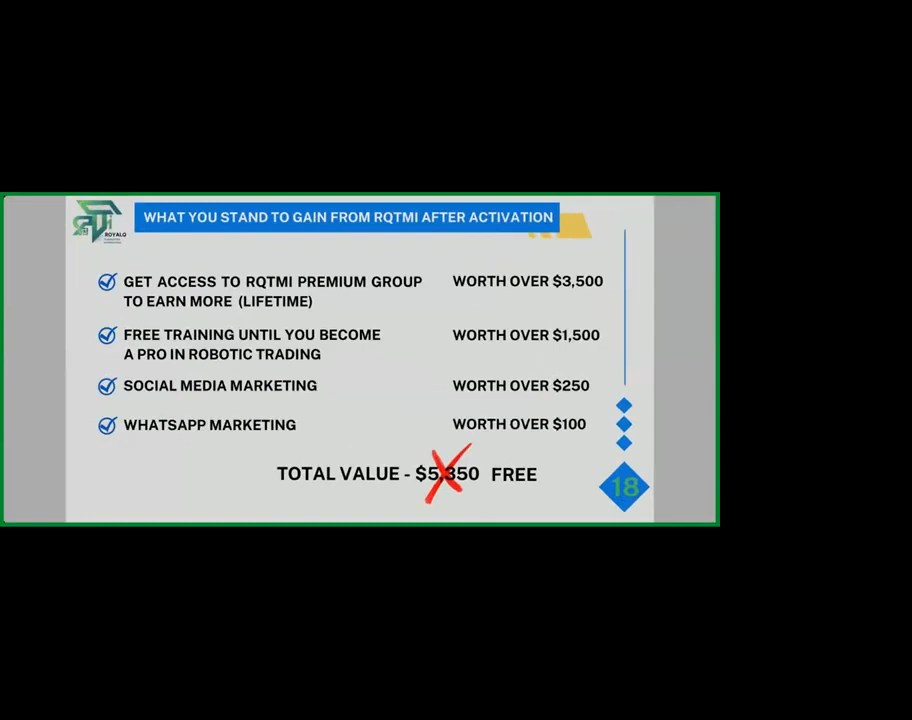 WHAT YOU STAND TO GAIN FROM RQTMI AFTER ACTIVATION
ROYALQ
GET ACCESS TO RQTMI PREMIUM GROUP WORTH OVER $3,500
TO EARN MORE (LIFETIME)
FREE TRAINING UNTIL YOU BECOME WORTH OVER $1,500
A PRO IN ROBOTIC TRADING
SOCIAL MEDIA MARKETING WORTH OVER $250
WHATSAPP MARKETING WORTH OVER $100
TOTAL VALUE - $5,350 FREE
18